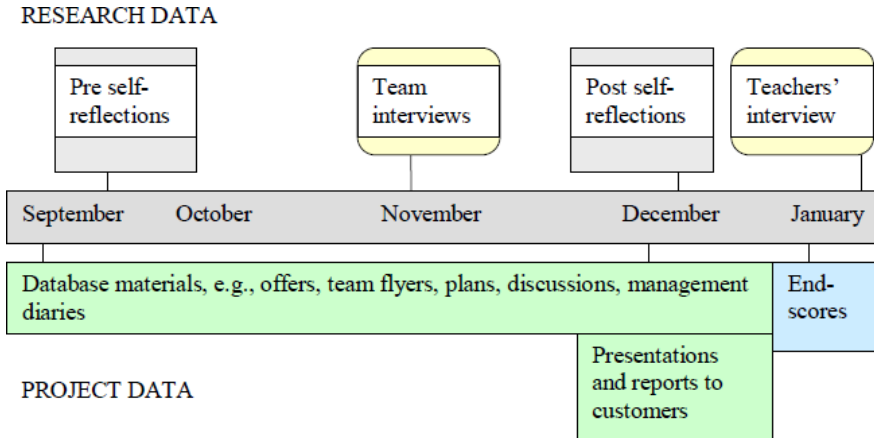 RESEARCH DATA
Pre self-
reflections
Team
interviews
Post self-
reflections
Teachers’
interview
September October November December January
Database materials, e.g., offers, team flyers, plans, discussions, management
diaries
End-
scores
Presentations
and reports to
customers
PROJECT DATA